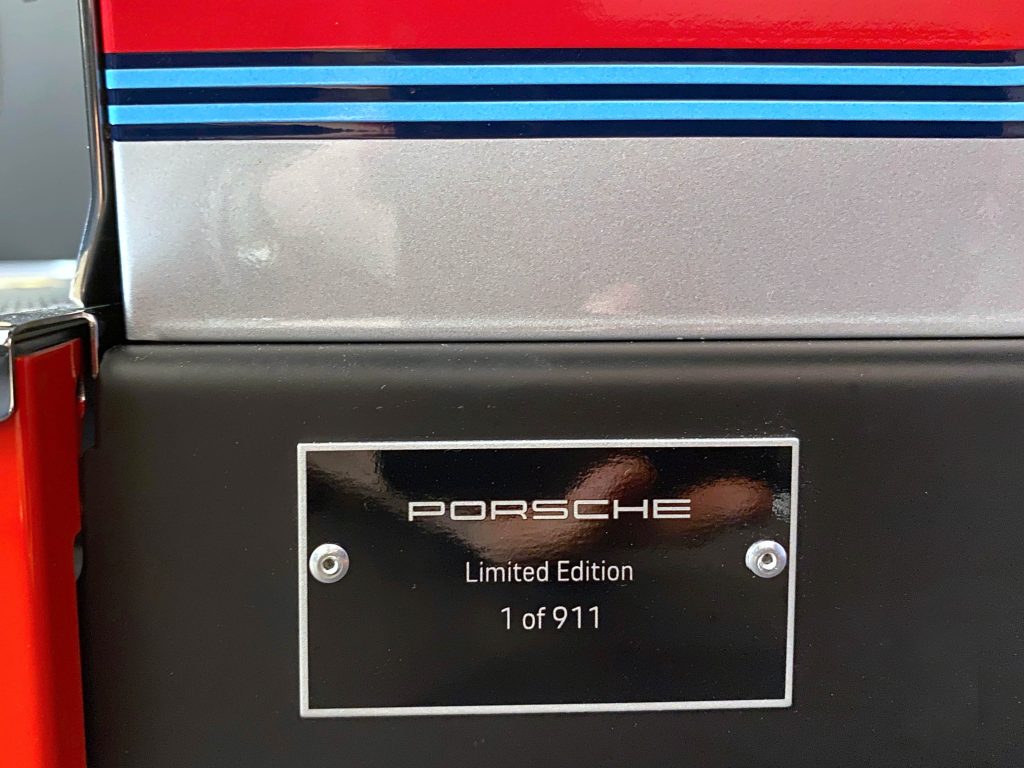 PORSCHE
Limited Edition
1 of 911